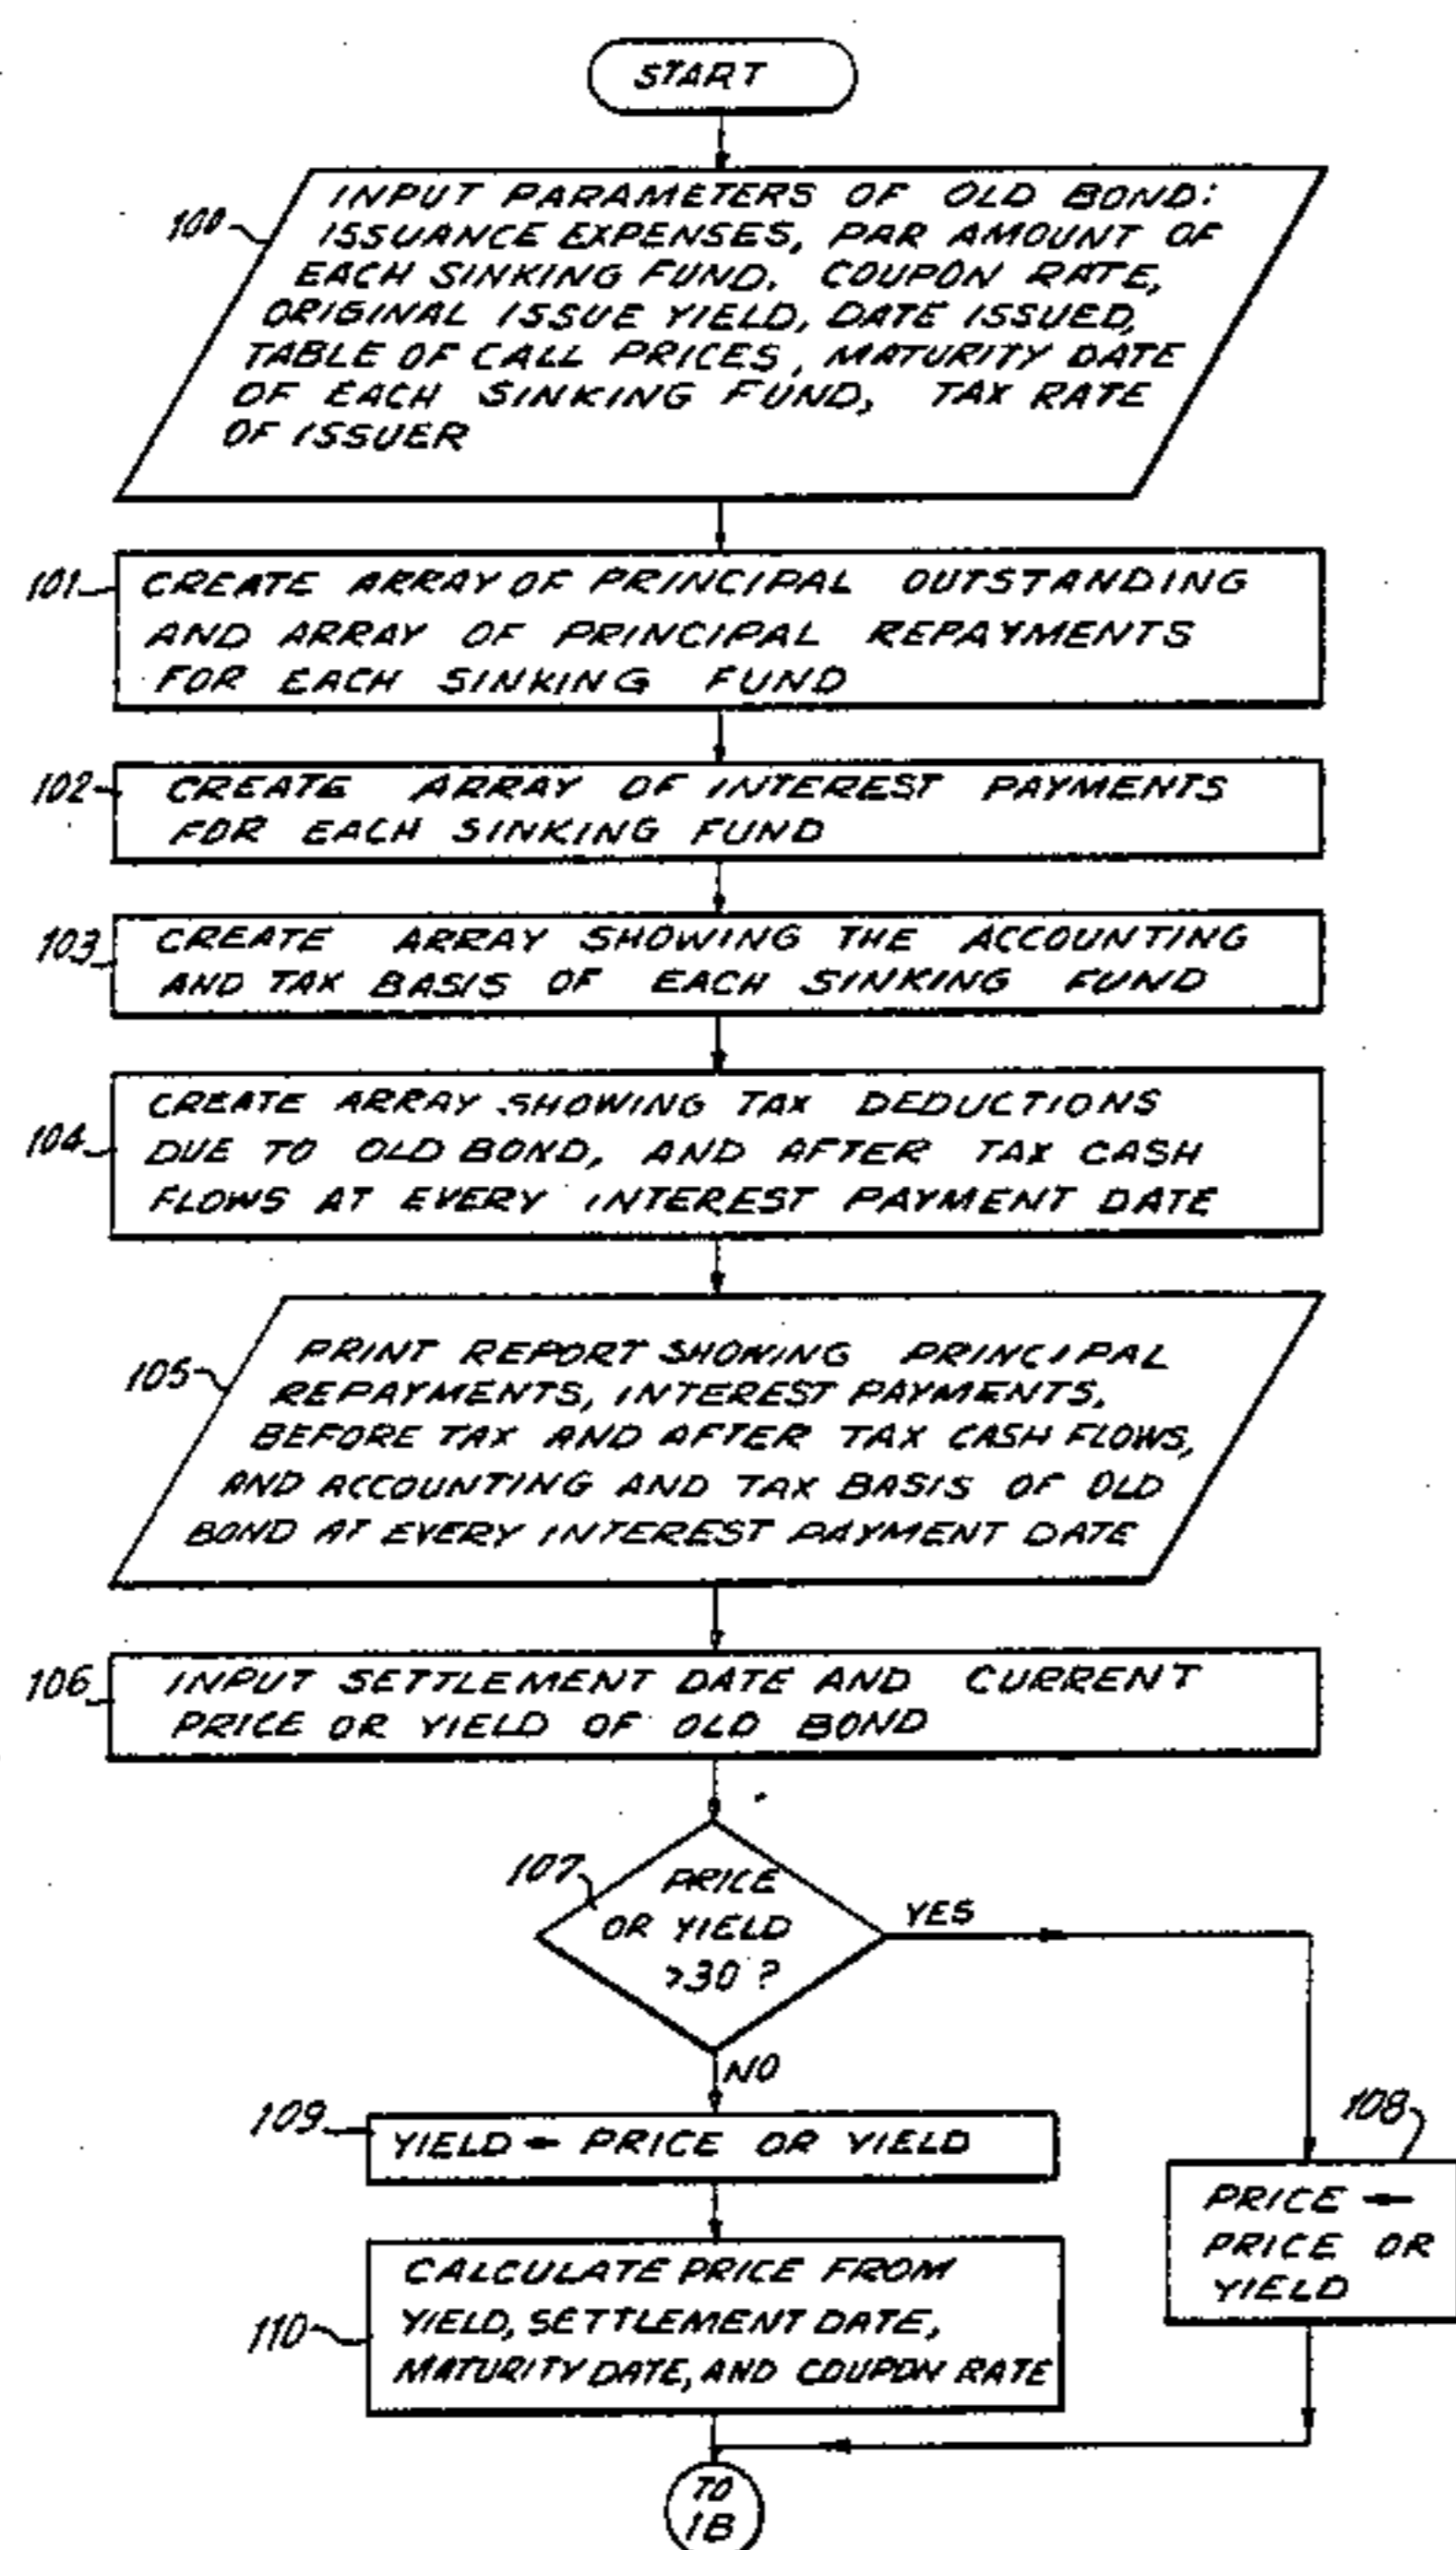 START
100
INPUT PARAMETERS OF OLD BOND:
ISSUANCE EXPENSES, PAR AMOUNT OF
EACH SINKING FUND, COUPON RATE,
ORIGINAL ISSUE YIELD, DATE ISSUED,
TABLE OF CALL PRICES, MATURITY DATE
OF EACH SINKING FUND, TAX RATE
OF ISSUER
101
CREATE ARRAY OF PRINCIPAL OUTSTANDING
AND ARRAY OF PRINCIPAL REPAYMENTS
FOR EACH SINKING FUND
102
CREATE ARRAY OF INTEREST PAYMENTS
FOR EACH SINKING FUND
103
CREATE ARRAY SHOWING THE ACCOUNTING
AND TAX BASIS OF EACH SINKING FUND
104
CREATE ARRAY SHOWING TAX DEDUCTIONS
DUE TO OLD BOND, AND AFTER TAX CASH
FLOWS AT EVERY INTEREST PAYMENT DATE
105
PRINT REPORT SHOWING PRINCIPAL
REPAYMENTS, INTEREST PAYMENTS,
BEFORE TAX AND AFTER TAX CASH FLOWS,
AND ACCOUNTING AND TAX BASIS OF OLD
BOND AT EVERY INTEREST PAYMENT DATE
106
INPUT SETTLEMENT DATE AND CURRENT
PRICE OR YIELD OF OLD BOND
107
PRICE
OR YIELD
>30?
YES
NO
109
YIELD ← PRICE OR YIELD
108
PRICE ←
PRICE OR
YIELD
110
CALCULATE PRICE FROM
YIELD, SETTLEMENT DATE,
MATURITY DATE, AND COUPON RATE
TO
1B